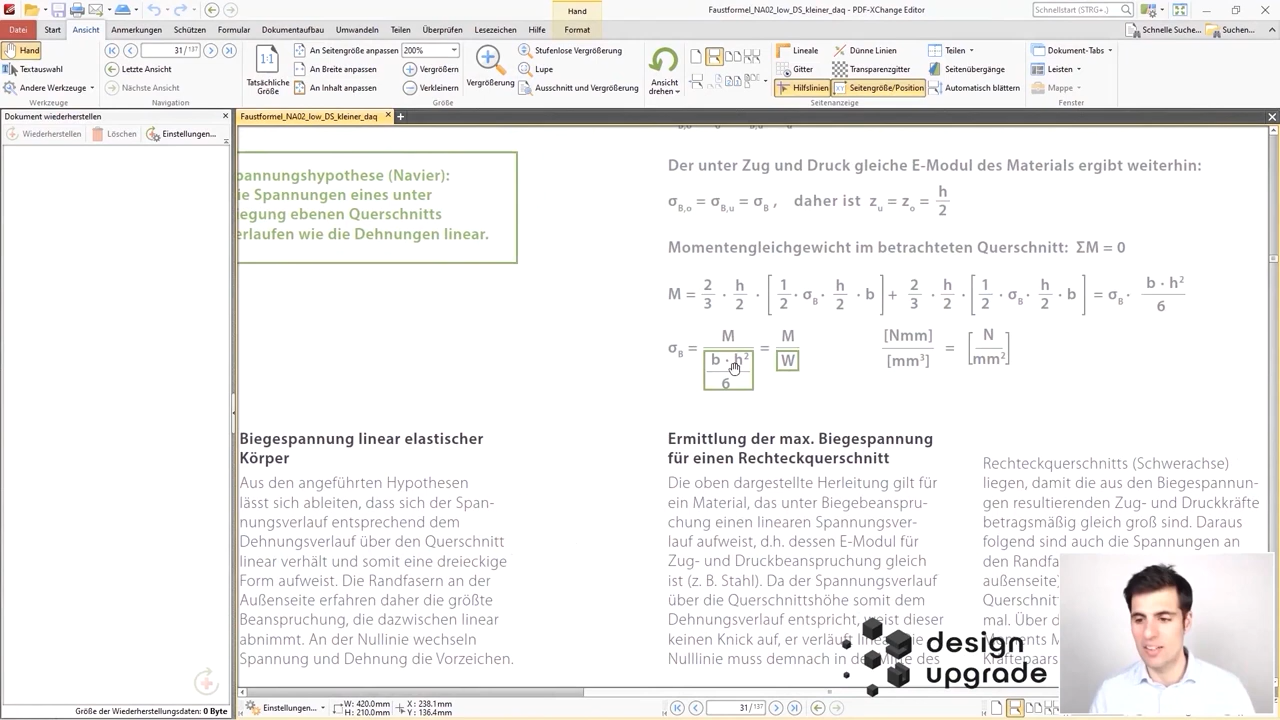 Hand
Faustformel_NA02_low_DS_kleiner_daq - PDF-XChange Editor
Schnellstart (STRG+.)
Datei Start Ansicht Anmerkungen Schützen Formular Dokumentaufbau Umwandeln Teilen Überprüfen Lesezeichen Hilfe Format Schnelle Suche... Suchen...
Hand 31 / 137 An Seitengröße anpassen 200% Stufenlose Vergrößerung Lineale Dünne Linien Teilen Dokument-Tabs
Textauswahl Letzte Ansicht An Breite anpassen Vergrößern Lupe Gitter Transparenzgitter Seitenübergänge Leisten
Andere Werkzeuge Nächste Ansicht Tatsächliche Größe An Inhalt anpassen Verkleinern Vergrößerung Ausschnitt und Vergrößerung Ansicht drehen Hilfslinien Seitengröße/Position Automatisch blättern Mappe
Werkzeuge Navigation Größe Seitenanzeige Fenster
Dokument wiederherstellen
Faustformel_NA02_low_DS_kleiner_daq
Wiederherstellen Löschen Einstellungen...
pannungshypothese (Navier):
ie Spannungen eines unter
iegung ebenen Querschnitts
erlaufen wie die Dehnungen linear.
Der unter Zug und Druck gleiche E-Modul des Materials ergibt weiterhin:
σB,o = σB,u = σB , daher ist zu = zo = h/2
Momentengleichgewicht im betrachteten Querschnitt: ΣM = 0
M = 2/3 · h/2 · [1/2 · σB · h/2 · b] + 2/3 · h/2 · [1/2 · σB · h/2 · b] = σB · b · h²/6
σB = M/(b · h²/6) = M/W [Nmm]/[mm³] = [N/mm²]
Biegespannung linear elastischer
Körper
Aus den angeführten Hypothesen
lässt sich ableiten, dass sich der Span-
nungsverlauf entsprechend dem
Dehnungsverlauf über den Querschnitt
linear verhält und somit eine dreieckige
Form aufweist. Die Randfasern an der
Außenseite erfahren daher die größte
Beanspruchung, die dazwischen linear
abnimmt. An der Nullinie wechseln
Spannung und Dehnung die Vorzeichen.
Ermittlung der max. Biegespannung
für einen Rechteckquerschnitt
Die oben dargestellte Herleitung gilt für
ein Material, das unter Biegebeanspru-
chung einen linearen Spannungsver-
lauf aufweist, d.h. dessen E-Modul für
Zug- und Druckbeanspruchung gleich
ist (z. B. Stahl). Da der Spannungsverlauf
über die Querschnittshöhe somit dem
Dehnungsverlauf entspricht, weist dieser
keinen Knick auf, er verläuft
Nulllinie muss demnach in der Mitte des
Rechteckquerschnitts (Schwerachse)
liegen, damit die aus den Biegespannun-
gen resultierenden Zug- und Druckkräfte
betragsmäßig gleich groß sind. Daraus
folgend sind auch die Spannungen an
den Randfa
außenseite
Querschnit
mal. Über d
Moments M
Kräftepaars
design
upgrade
Größe der Wiederherstellungsdaten: 0 Byte
Einstellungen... W: 420.0mm X: 238.1mm 31 / 137
H: 210.0mm Y: 136.4mm